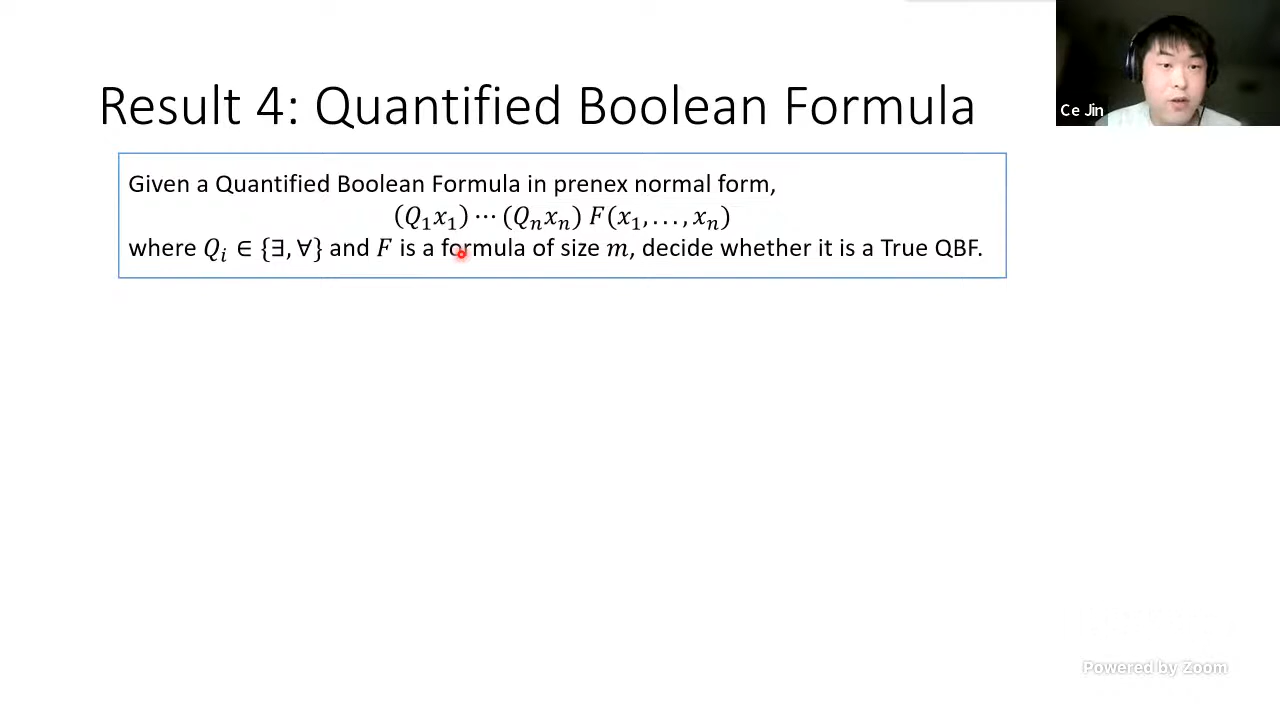 Result 4: Quantified Boolean Formula
Ce Jin
Given a Quantified Boolean Formula in prenex normal form,
(Q₁x₁) ⋯ (Qₙxₙ) F(x₁, . . . , xₙ)
where Qᵢ ∈ {∃, ∀} and F is a formula of size m, decide whether it is a True QBF.
Powered by Zoom